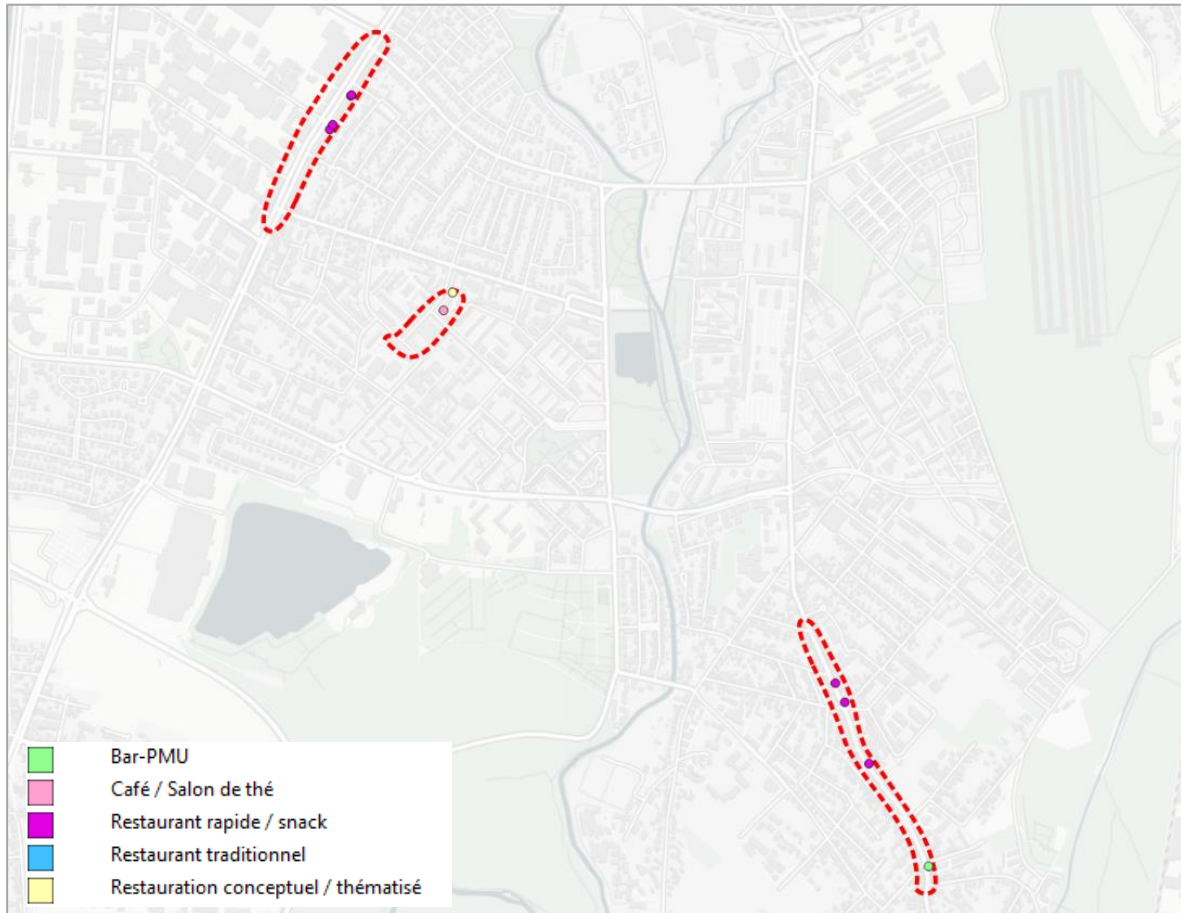 Bar-PMU
Café / Salon de thé
Restaurant rapide / snack
Restaurant traditionnel
Restauration conceptuel / thématisé